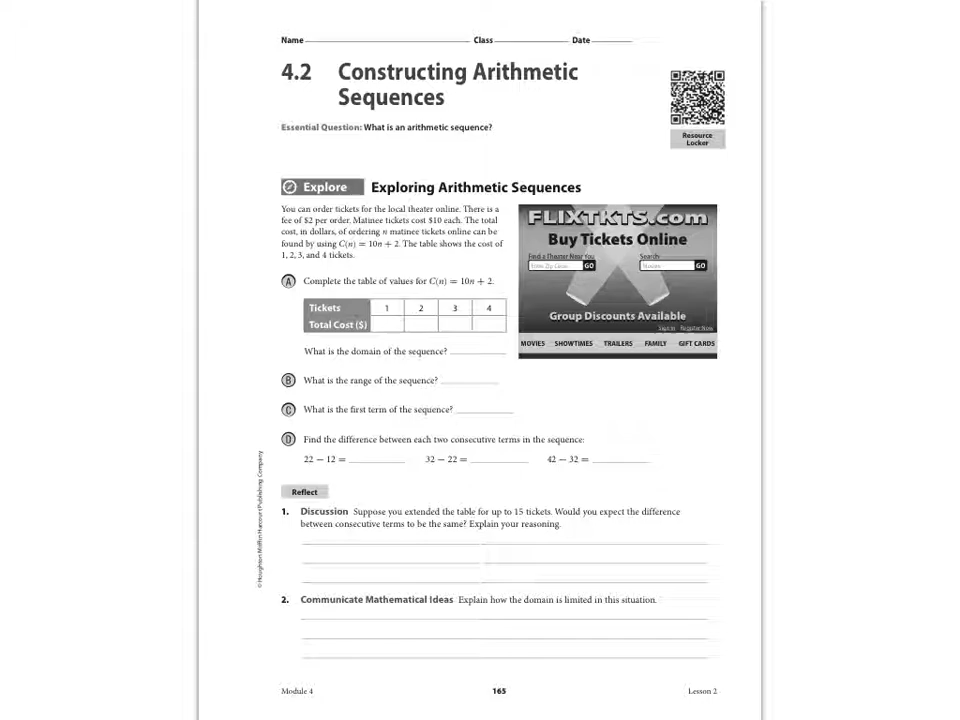 Name Class Date
4.2 Constructing Arithmetic
Sequences
Essential Question: What is an arithmetic sequence?
Resource
Locker
Explore Exploring Arithmetic Sequences
You can order tickets for the local theater online. There is a
fee of $2 per order. Matinee tickets cost $10 each. The total
cost, in dollars, of ordering n matinee tickets online can be
found by using C(n) = 10n + 2. The table shows the cost of
1, 2, 3, and 4 tickets.
FLIXTKTS.com
Buy Tickets Online
Find a Theater Near You Search:
Enter Zip Code GO Movies GO
Group Discounts Available
Sign In Register Now
MOVIES SHOWTIMES TRAILERS FAMILY GIFT CARDS
A Complete the table of values for C(n) = 10n + 2.
Tickets 1 2 3 4
Total Cost ($)
What is the domain of the sequence?
B What is the range of the sequence?
C What is the first term of the sequence?
D Find the difference between each two consecutive terms in the sequence:
22 − 12 = 32 − 22 = 42 − 32 =
Reflect
1. Discussion Suppose you extended the table for up to 15 tickets. Would you expect the difference
between consecutive terms to be the same? Explain your reasoning.
2. Communicate Mathematical Ideas Explain how the domain is limited in this situation.
© Houghton Mifflin Harcourt Publishing Company
Module 4 165 Lesson 2